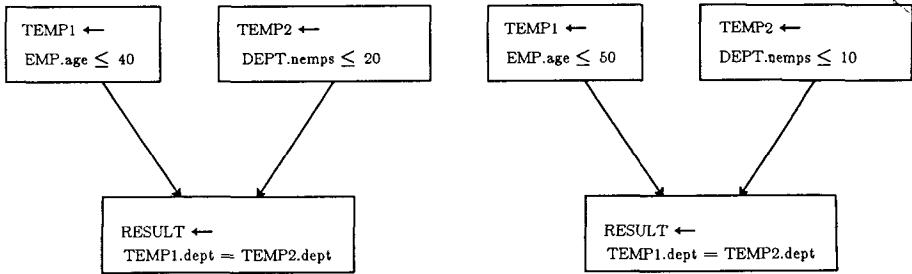 TEMP1 ←
EMP.age ≤ 40
TEMP2 ←
DEPT.nemps ≤ 20
RESULT ←
TEMP1.dept = TEMP2.dept
TEMP1 ←
EMP.age ≤ 50
TEMP2 ←
DEPT.nemps ≤ 10
RESULT ←
TEMP1.dept = TEMP2.dept